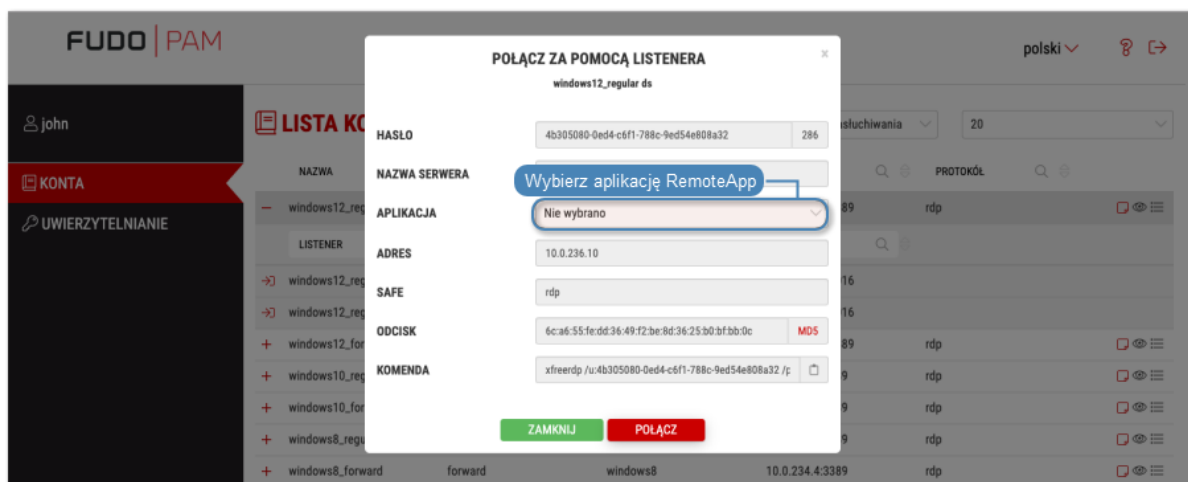 FUDO | PAM
polski
john
KONTA
UWIERZYTELNIANIE
LISTA KO
słuchiwania
20
NAZWA
PROTOKÓŁ
windows12_reg
89
rdp
LISTENER
windows12_reg
16
windows12_reg
16
windows12_for
89
rdp
windows10_reg
9
rdp
windows10_for
9
rdp
windows8_regu
9
rdp
windows8_forward forward windows8 10.0.234.4:3389 rdp
POŁĄCZ ZA POMOCĄ LISTENERA
windows12_regular ds
HASŁO
4b305080-0ed4-c6f1-788c-9ed54e808a32 286
NAZWA SERWERA
Wybierz aplikację RemoteApp
APLIKACJA
Nie wybrano
ADRES
10.0.236.10
SAFE
rdp
ODCISK
6c:a6:55:fe:dd:36:49:f2:be:8d:36:25:b0:bf:bb:0c MD5
KOMENDA
xfreerdp /u:4b305080-0ed4-c6f1-788c-9ed54e808a32 /p
ZAMKNIJ
POŁĄCZ